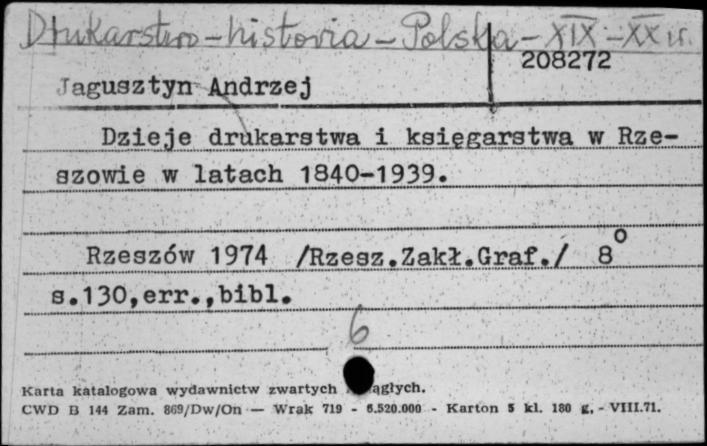 Drukarstwo – historia – Polska – XIX – XX w.
208272
Jagusztyn Andrzej
Dzieje drukarstwa i księgarstwa w Rze-
szowie w latach 1840-1939.
Rzeszów 1974 /Rzesz.Zakł.Graf./ 8°
s.130,err.,bibl.
6
Karta katalogowa wydawnictw zwartych ągłych.
CWD B 144 Zam. 869/Dw/On — Wrak 719 - 6.520.000 - Karton 5 kl. 180 g. - VIII.71.